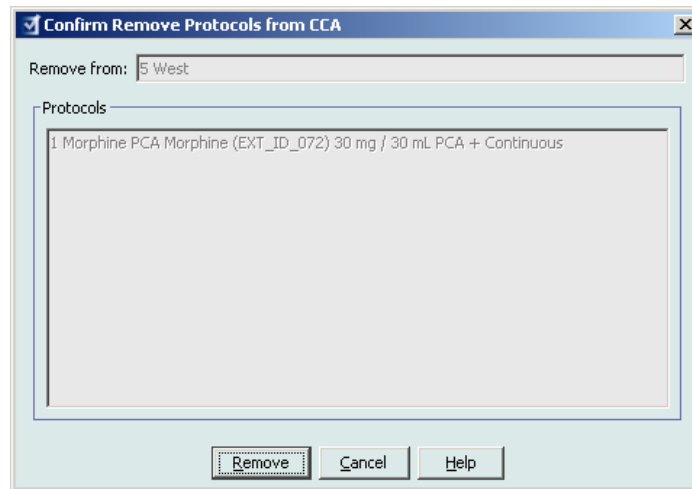 Confirm Remove Protocols from CCA
Remove from: 5 West
Protocols
1 Morphine PCA Morphine (EXT_ID_072) 30 mg / 30 mL PCA + Continuous
Remove Cancel Help